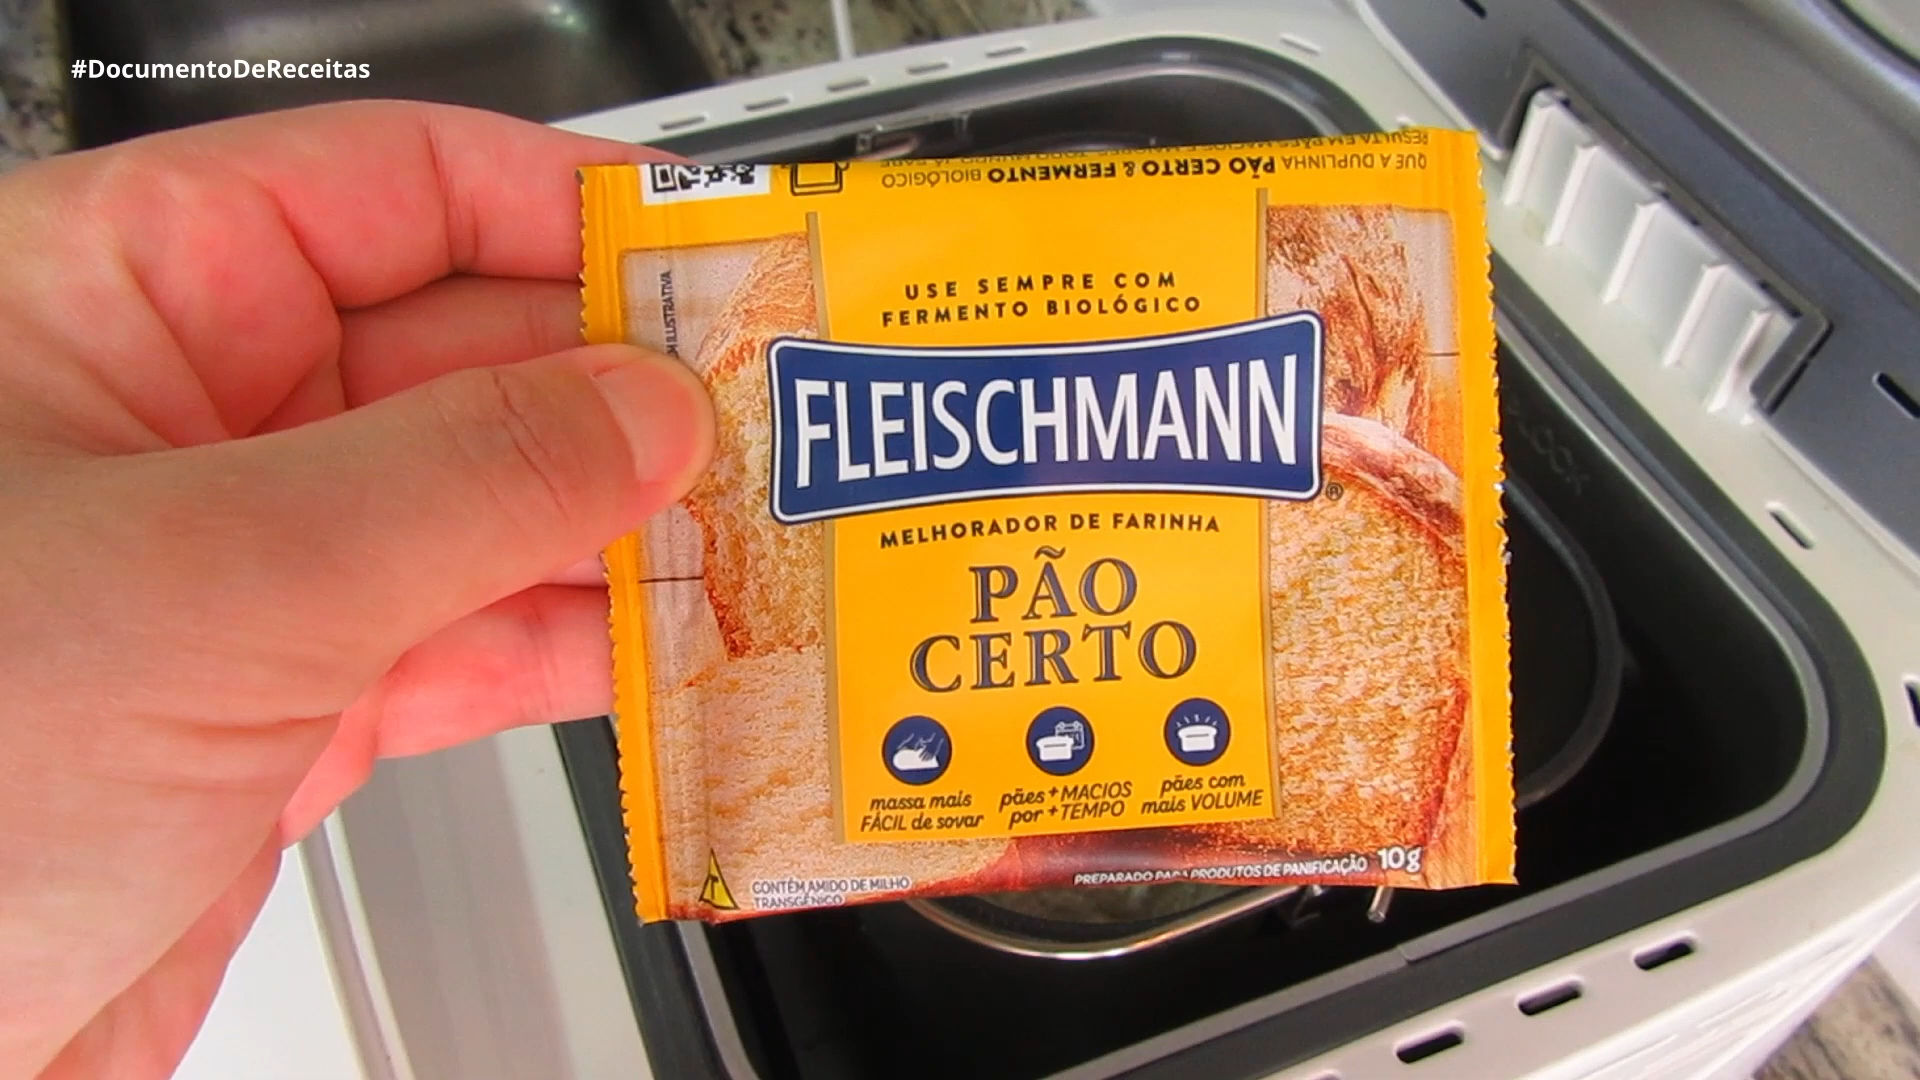 #DocumentoDeReceitas
QUE A DUPLINHA PÃO CERTO & FERMENTO BIOLÓGICO
USE SEMPRE COM
FERMENTO BIOLÓGICO
FLEISCHMANN
®
MELHORADOR DE FARINHA
PÃO
CERTO
massa mais
FÁCIL de sovar
pães + MACIOS
por + TEMPO
pães com
mais VOLUME
T
CONTÉM AMIDO DE MILHO
TRANSGÊNICO
PREPARADO PARA PRODUTOS DE PANIFICAÇÃO 10g